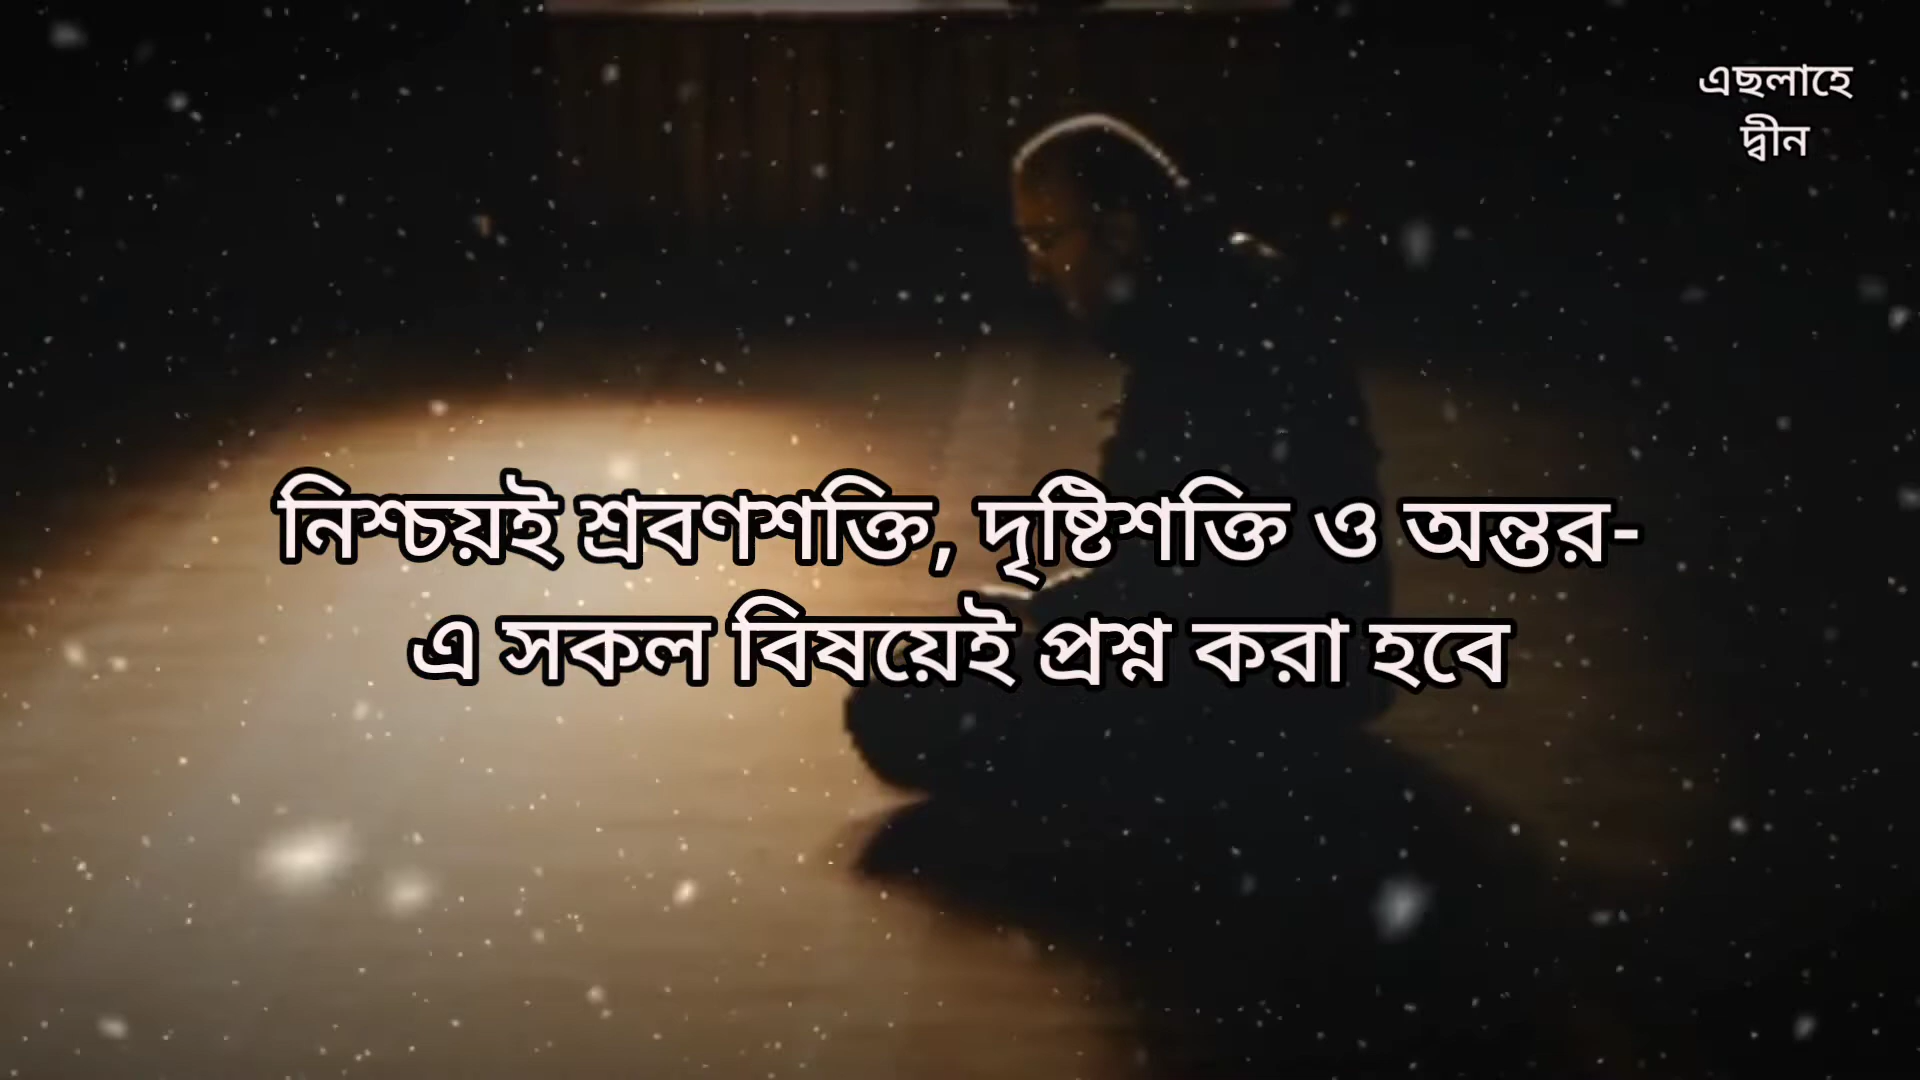 এছলাহে
দ্বীন
নিশ্চয়ই শ্রবণশক্তি, দৃষ্টিশক্তি ও অন্তর-
এ সকল বিষয়েই প্রশ্ন করা হবে